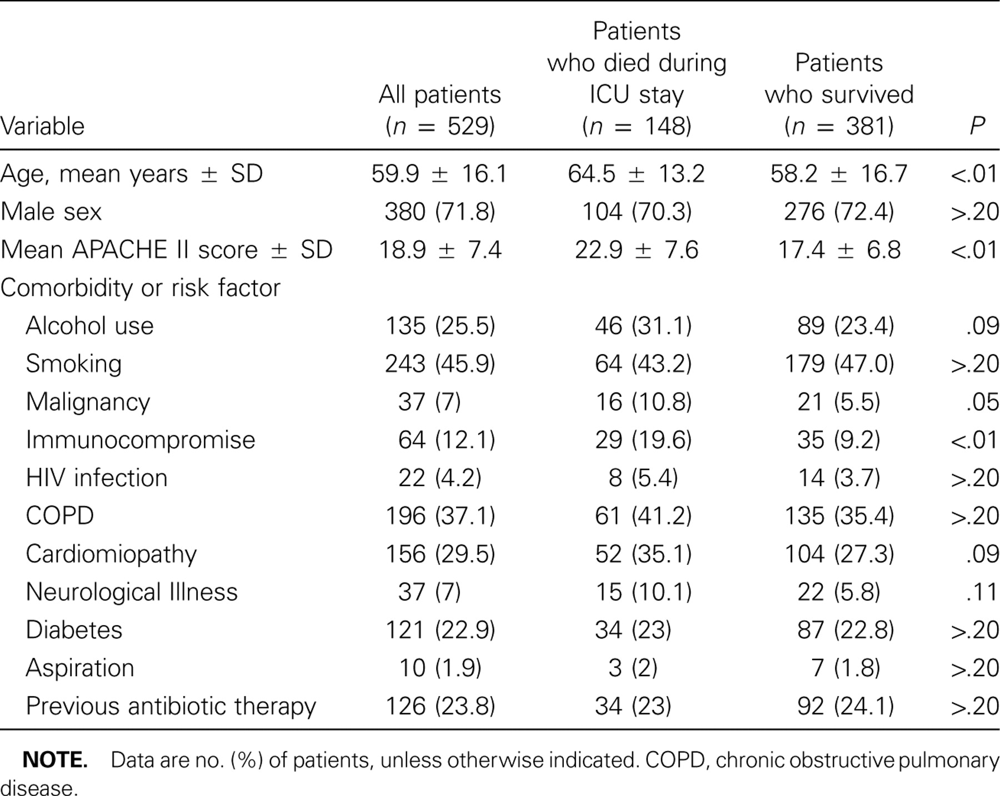 Variable All patients (n = 529) Patients who died during ICU stay (n = 148) Patients who survived (n = 381) P
Age, mean years ± SD 59.9 ± 16.1 64.5 ± 13.2 58.2 ± 16.7 <.01
Male sex 380 (71.8) 104 (70.3) 276 (72.4) >.20
Mean APACHE II score ± SD 18.9 ± 7.4 22.9 ± 7.6 17.4 ± 6.8 <.01
Comorbidity or risk factor
Alcohol use 135 (25.5) 46 (31.1) 89 (23.4) .09
Smoking 243 (45.9) 64 (43.2) 179 (47.0) >.20
Malignancy 37 (7) 16 (10.8) 21 (5.5) .05
Immunocompromise 64 (12.1) 29 (19.6) 35 (9.2) <.01
HIV infection 22 (4.2) 8 (5.4) 14 (3.7) >.20
COPD 196 (37.1) 61 (41.2) 135 (35.4) >.20
Cardiomiopathy 156 (29.5) 52 (35.1) 104 (27.3) .09
Neurological Illness 37 (7) 15 (10.1) 22 (5.8) .11
Diabetes 121 (22.9) 34 (23) 87 (22.8) >.20
Aspiration 10 (1.9) 3 (2) 7 (1.8) >.20
Previous antibiotic therapy 126 (23.8) 34 (23) 92 (24.1) >.20
NOTE. Data are no. (%) of patients, unless otherwise indicated. COPD, chronic obstructive pulmonary
disease.